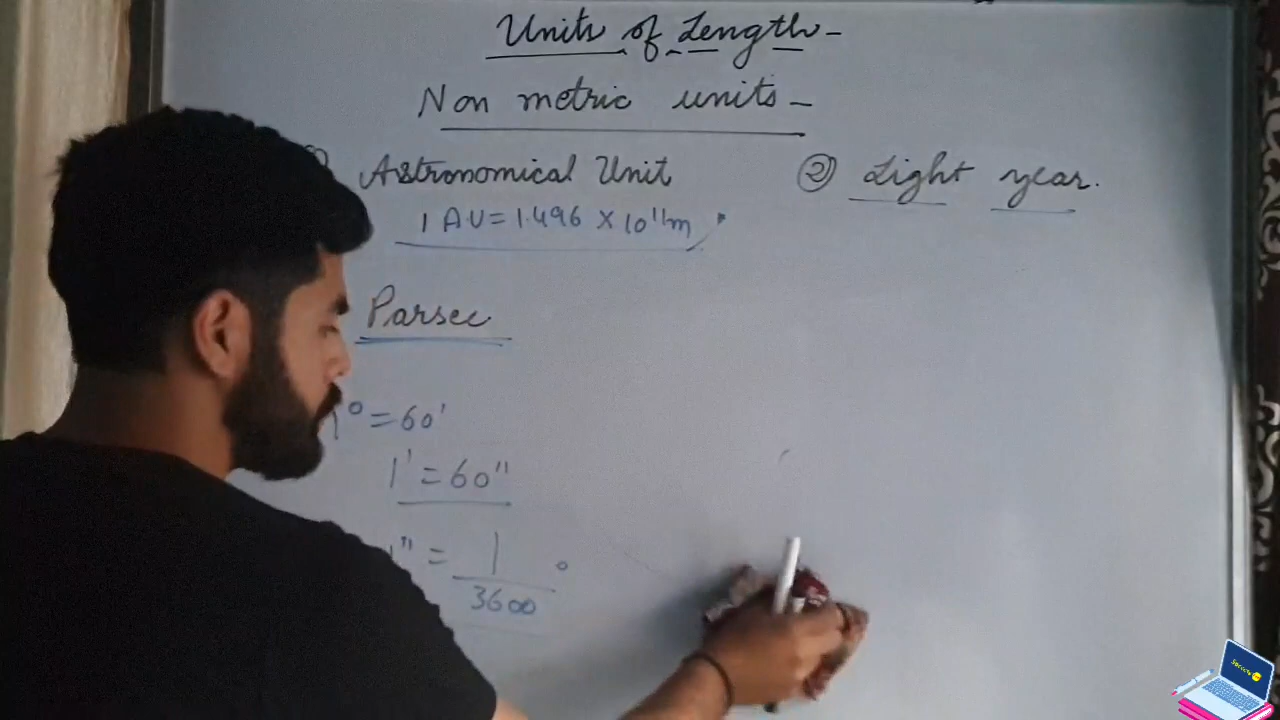 Units of Length -
Non metric units -
Astronomical Unit
1 AU = 1.496 × 10¹¹m
② Light year.
Parsec
1° = 60'
1' = 60"
1" = 1/3600 °